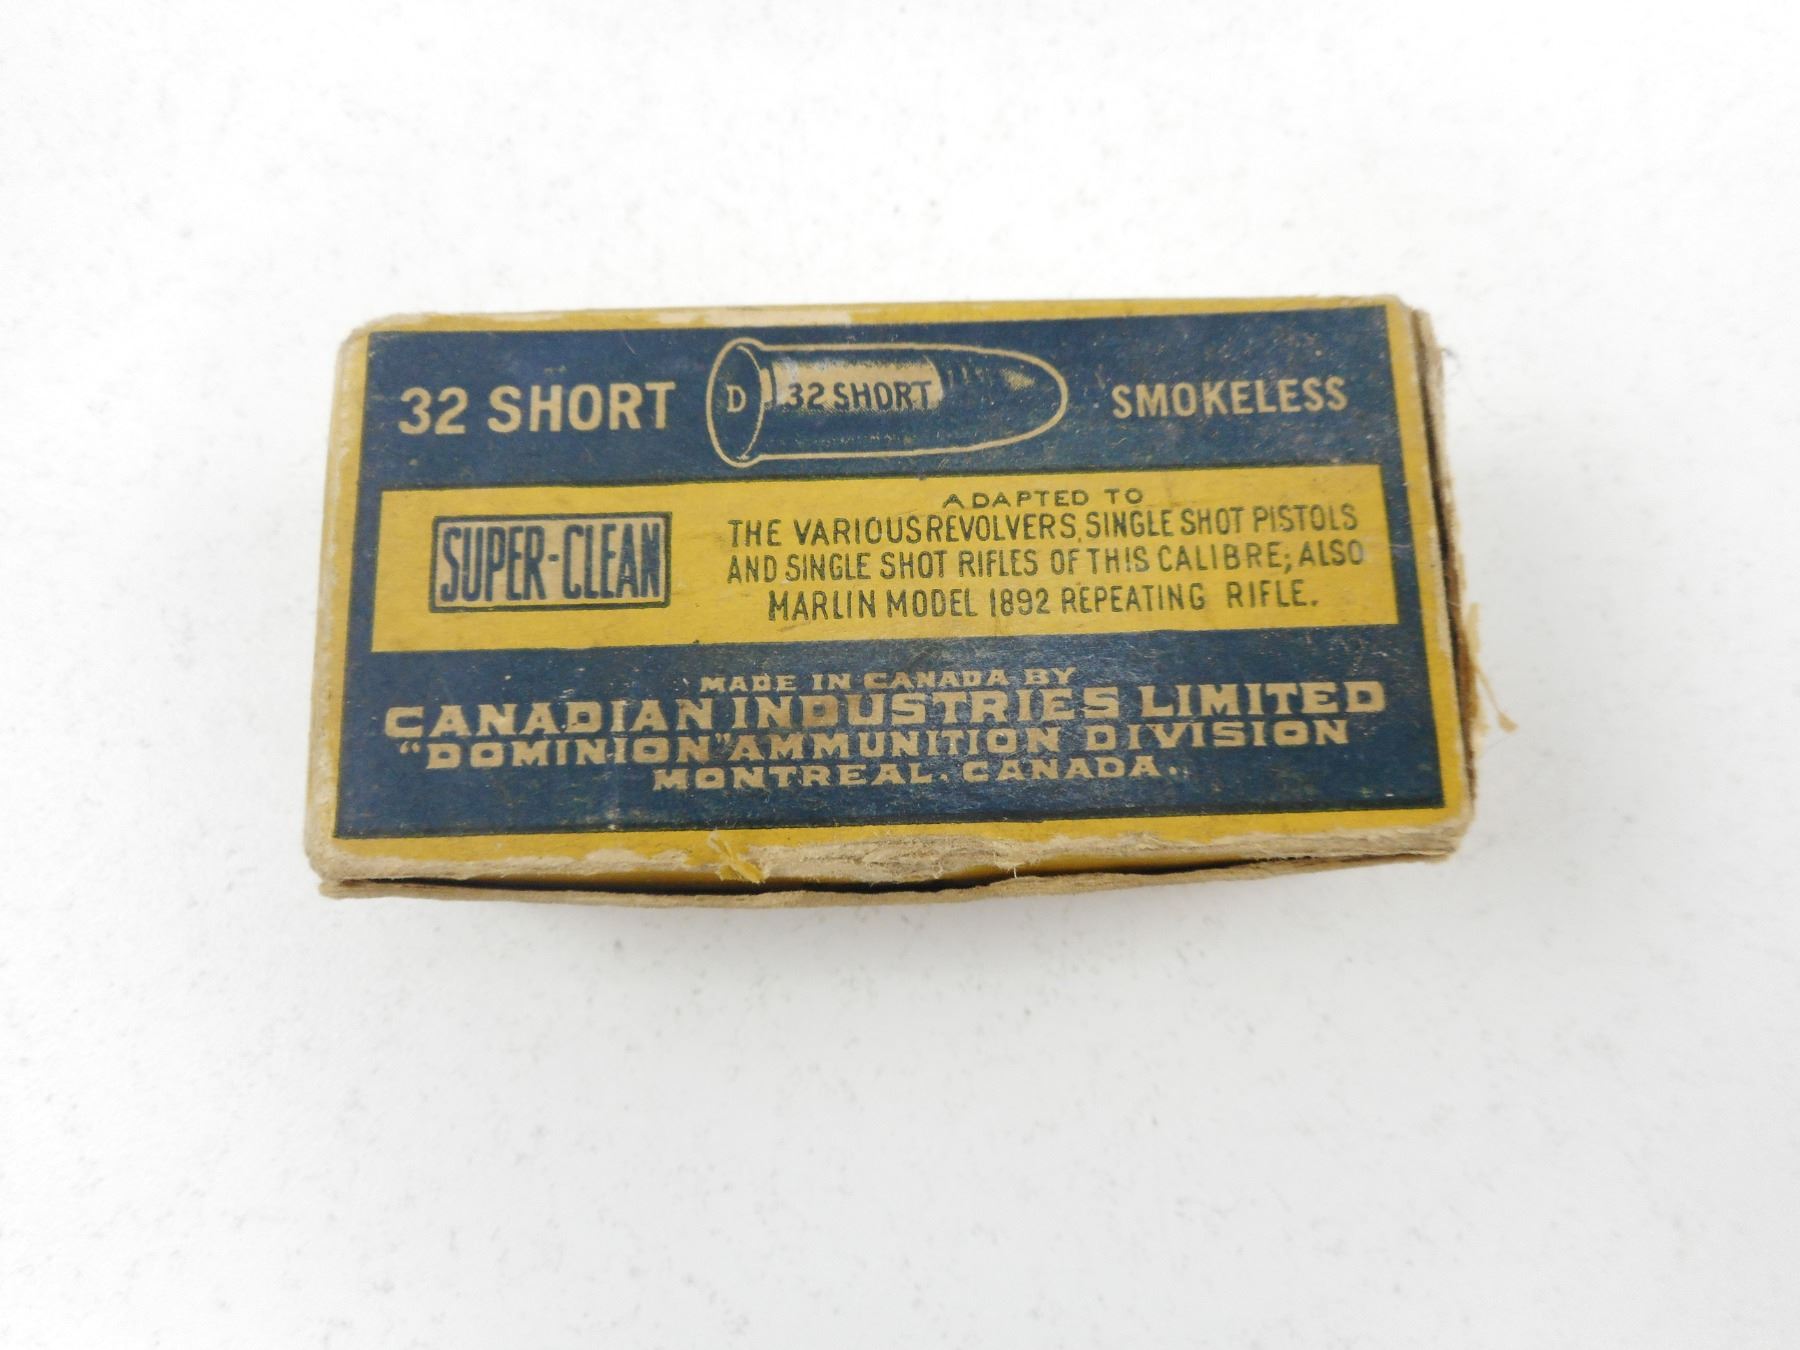 32 SHORT D 32 SHORT SMOKELESS
SUPER-CLEAN
ADAPTED TO
THE VARIOUS REVOLVERS, SINGLE SHOT PISTOLS
AND SINGLE SHOT RIFLES OF THIS CALIBRE; ALSO
MARLIN MODEL 1892 REPEATING RIFLE.
MADE IN CANADA BY
CANADIAN INDUSTRIES LIMITED
"DOMINION" AMMUNITION DIVISION
MONTREAL. CANADA.